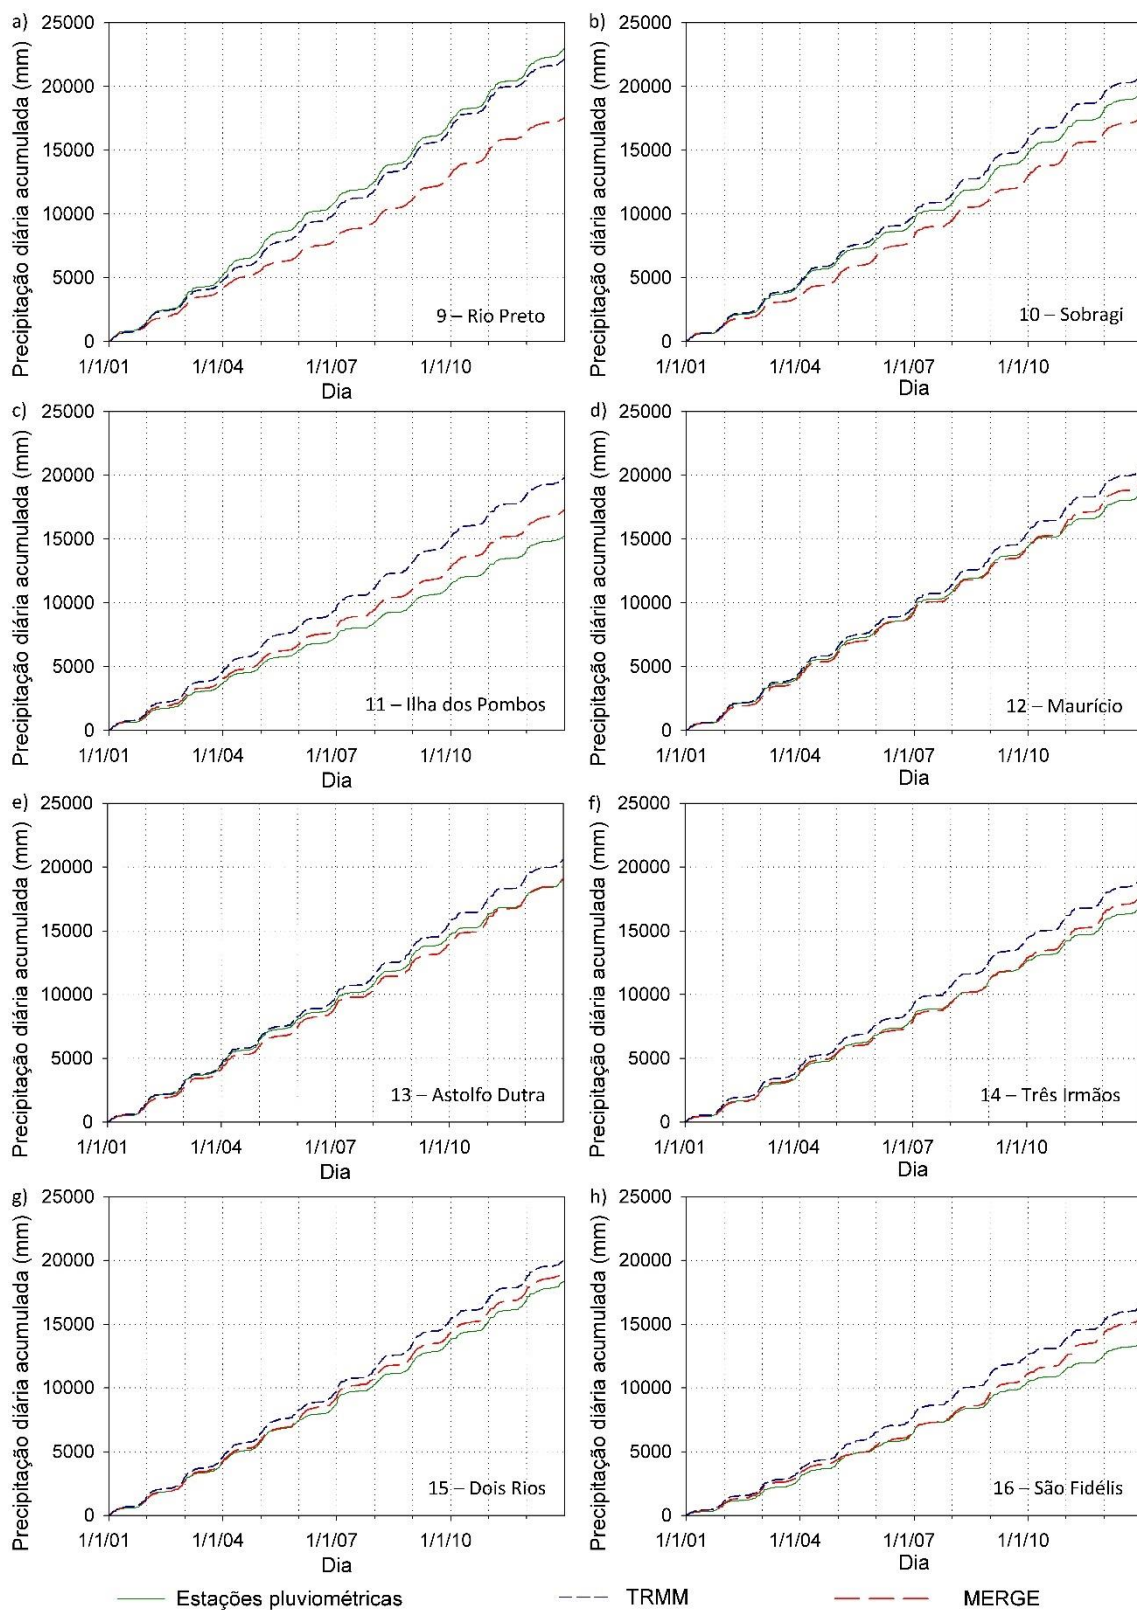 a)
Precipitação diária acumulada (mm)
25000
20000
15000
10000
5000
0
9 – Rio Preto
1/1/01 1/1/04 1/1/07 1/1/10
Dia
b)
Precipitação diária acumulada (mm)
25000
20000
15000
10000
5000
0
10 – Sobragi
1/1/01 1/1/04 1/1/07 1/1/10
Dia
c)
Precipitação diária acumulada (mm)
25000
20000
15000
10000
5000
0
11 – Ilha dos Pombos
1/1/01 1/1/04 1/1/07 1/1/10
Dia
d)
Precipitação diária acumulada (mm)
25000
20000
15000
10000
5000
0
12 – Maurício
1/1/01 1/1/04 1/1/07 1/1/10
Dia
e)
Precipitação diária acumulada (mm)
25000
20000
15000
10000
5000
0
13 – Astolfo Dutra
1/1/01 1/1/04 1/1/07 1/1/10
Dia
f)
Precipitação diária acumulada (mm)
25000
20000
15000
10000
5000
0
14 – Três Irmãos
1/1/01 1/1/04 1/1/07 1/1/10
Dia
g)
Precipitação diária acumulada (mm)
25000
20000
15000
10000
5000
0
15 – Dois Rios
1/1/01 1/1/04 1/1/07 1/1/10
Dia
h)
Precipitação diária acumulada (mm)
25000
20000
15000
10000
5000
0
16 – São Fidélis
1/1/01 1/1/04 1/1/07 1/1/10
Dia
Estações pluviométricas TRMM MERGE